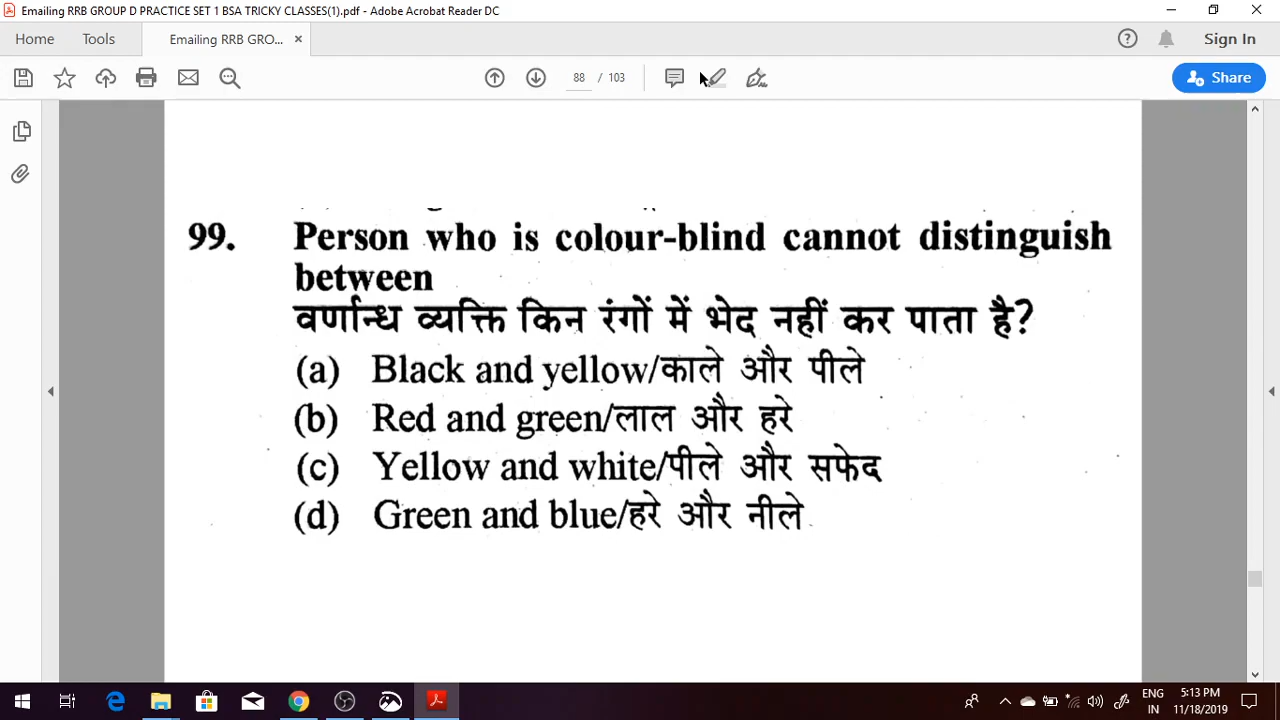 Emailing RRB GROUP D PRACTICE SET 1 BSA TRICKY CLASSES(1).pdf - Adobe Acrobat Reader DC
Home Tools Emailing RRB GRO... × Sign In
88 / 103 Share
99. Person who is colour-blind cannot distinguish
between
वर्णान्ध व्यक्ति किन रंगों में भेद नहीं कर पाता है?
(a) Black and yellow/काले और पीले
(b) Red and green/लाल और हरे
(c) Yellow and white/पीले और सफेद
(d) Green and blue/हरे और नीले
ENG 5:13 PM
IN 11/18/2019